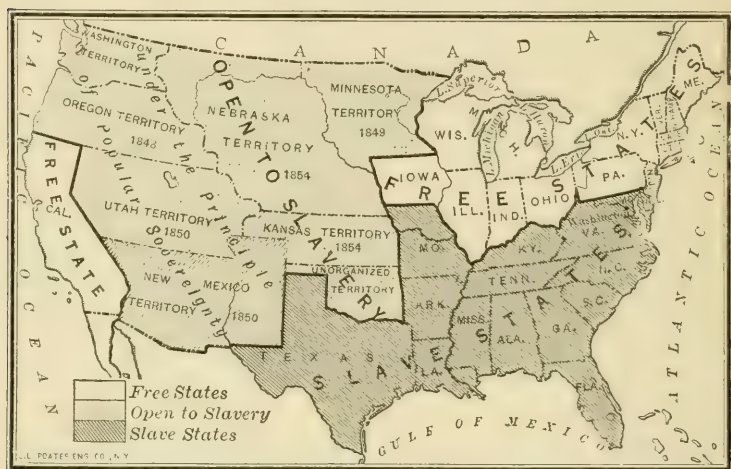 CANADA
PACIFIC OCEAN
WASHINGTON
TERRITORY
OREGON TERRITORY
1848
OPEN TO SLAVERY
under the Principle
of Popular Sovereignty
NEBRASKA
TERRITORY
1854
MINNESOTA
TERRITORY
1849
L. Superior
L. Michigan
L. Huron
L. Erie
L. Ont.
WIS.
MICH.
IOWA
ILL.
IND.
OHIO
PA.
N.Y.
ME.
FREE STATES
FREE STATE
CAL.
UTAH TERRITORY
1850
KANSAS TERRITORY
1854
UNORGANIZED
TERRITORY
NEW MEXICO
TERRITORY
1850
MO.
KY.
Washington
VA.
TENN.
N.C.
ARK.
S.C.
MISS.
ALA.
GA.
TEXAS
LA.
FLA.
SLAVE STATES
ATLANTIC OCEAN
GULF OF MEXICO
Free States
Open to Slavery
Slave States
POATES ENG. CO., N.Y.